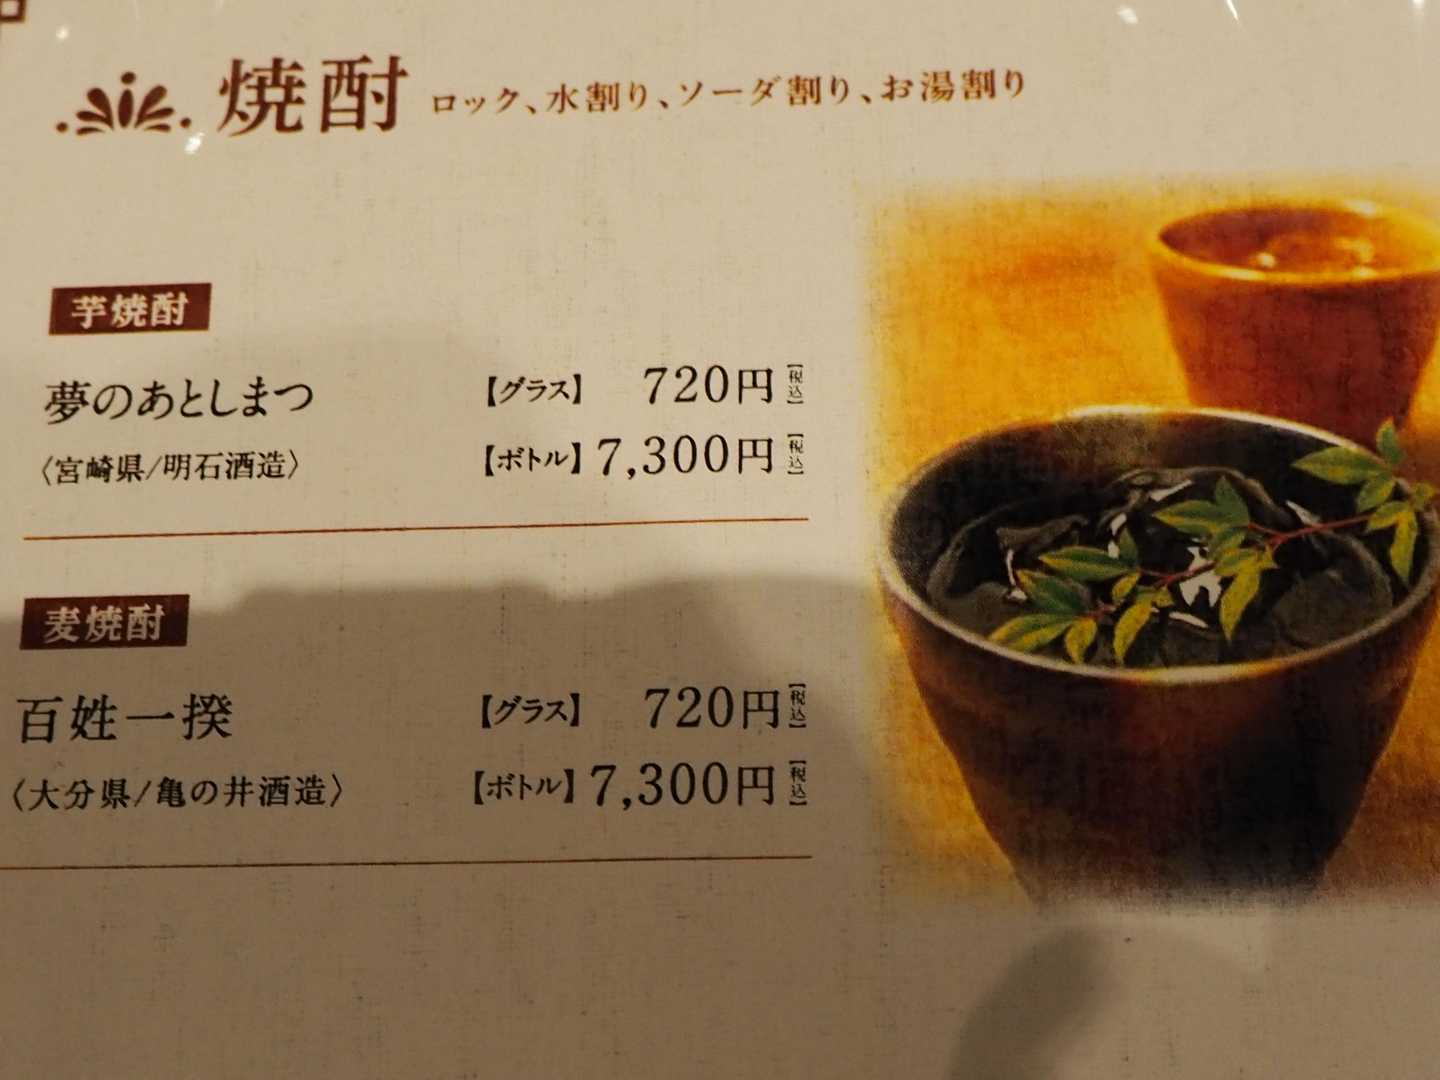 焼酎 ロック、水割り、ソーダ割り、お湯割り
芋焼酎
夢のあとしまつ 【グラス】 720円【税込】
〈宮崎県/明石酒造〉 【ボトル】 7,300円【税込】
麦焼酎
百姓一揆 【グラス】 720円【税込】
〈大分県/亀の井酒造〉 【ボトル】 7,300円【税込】